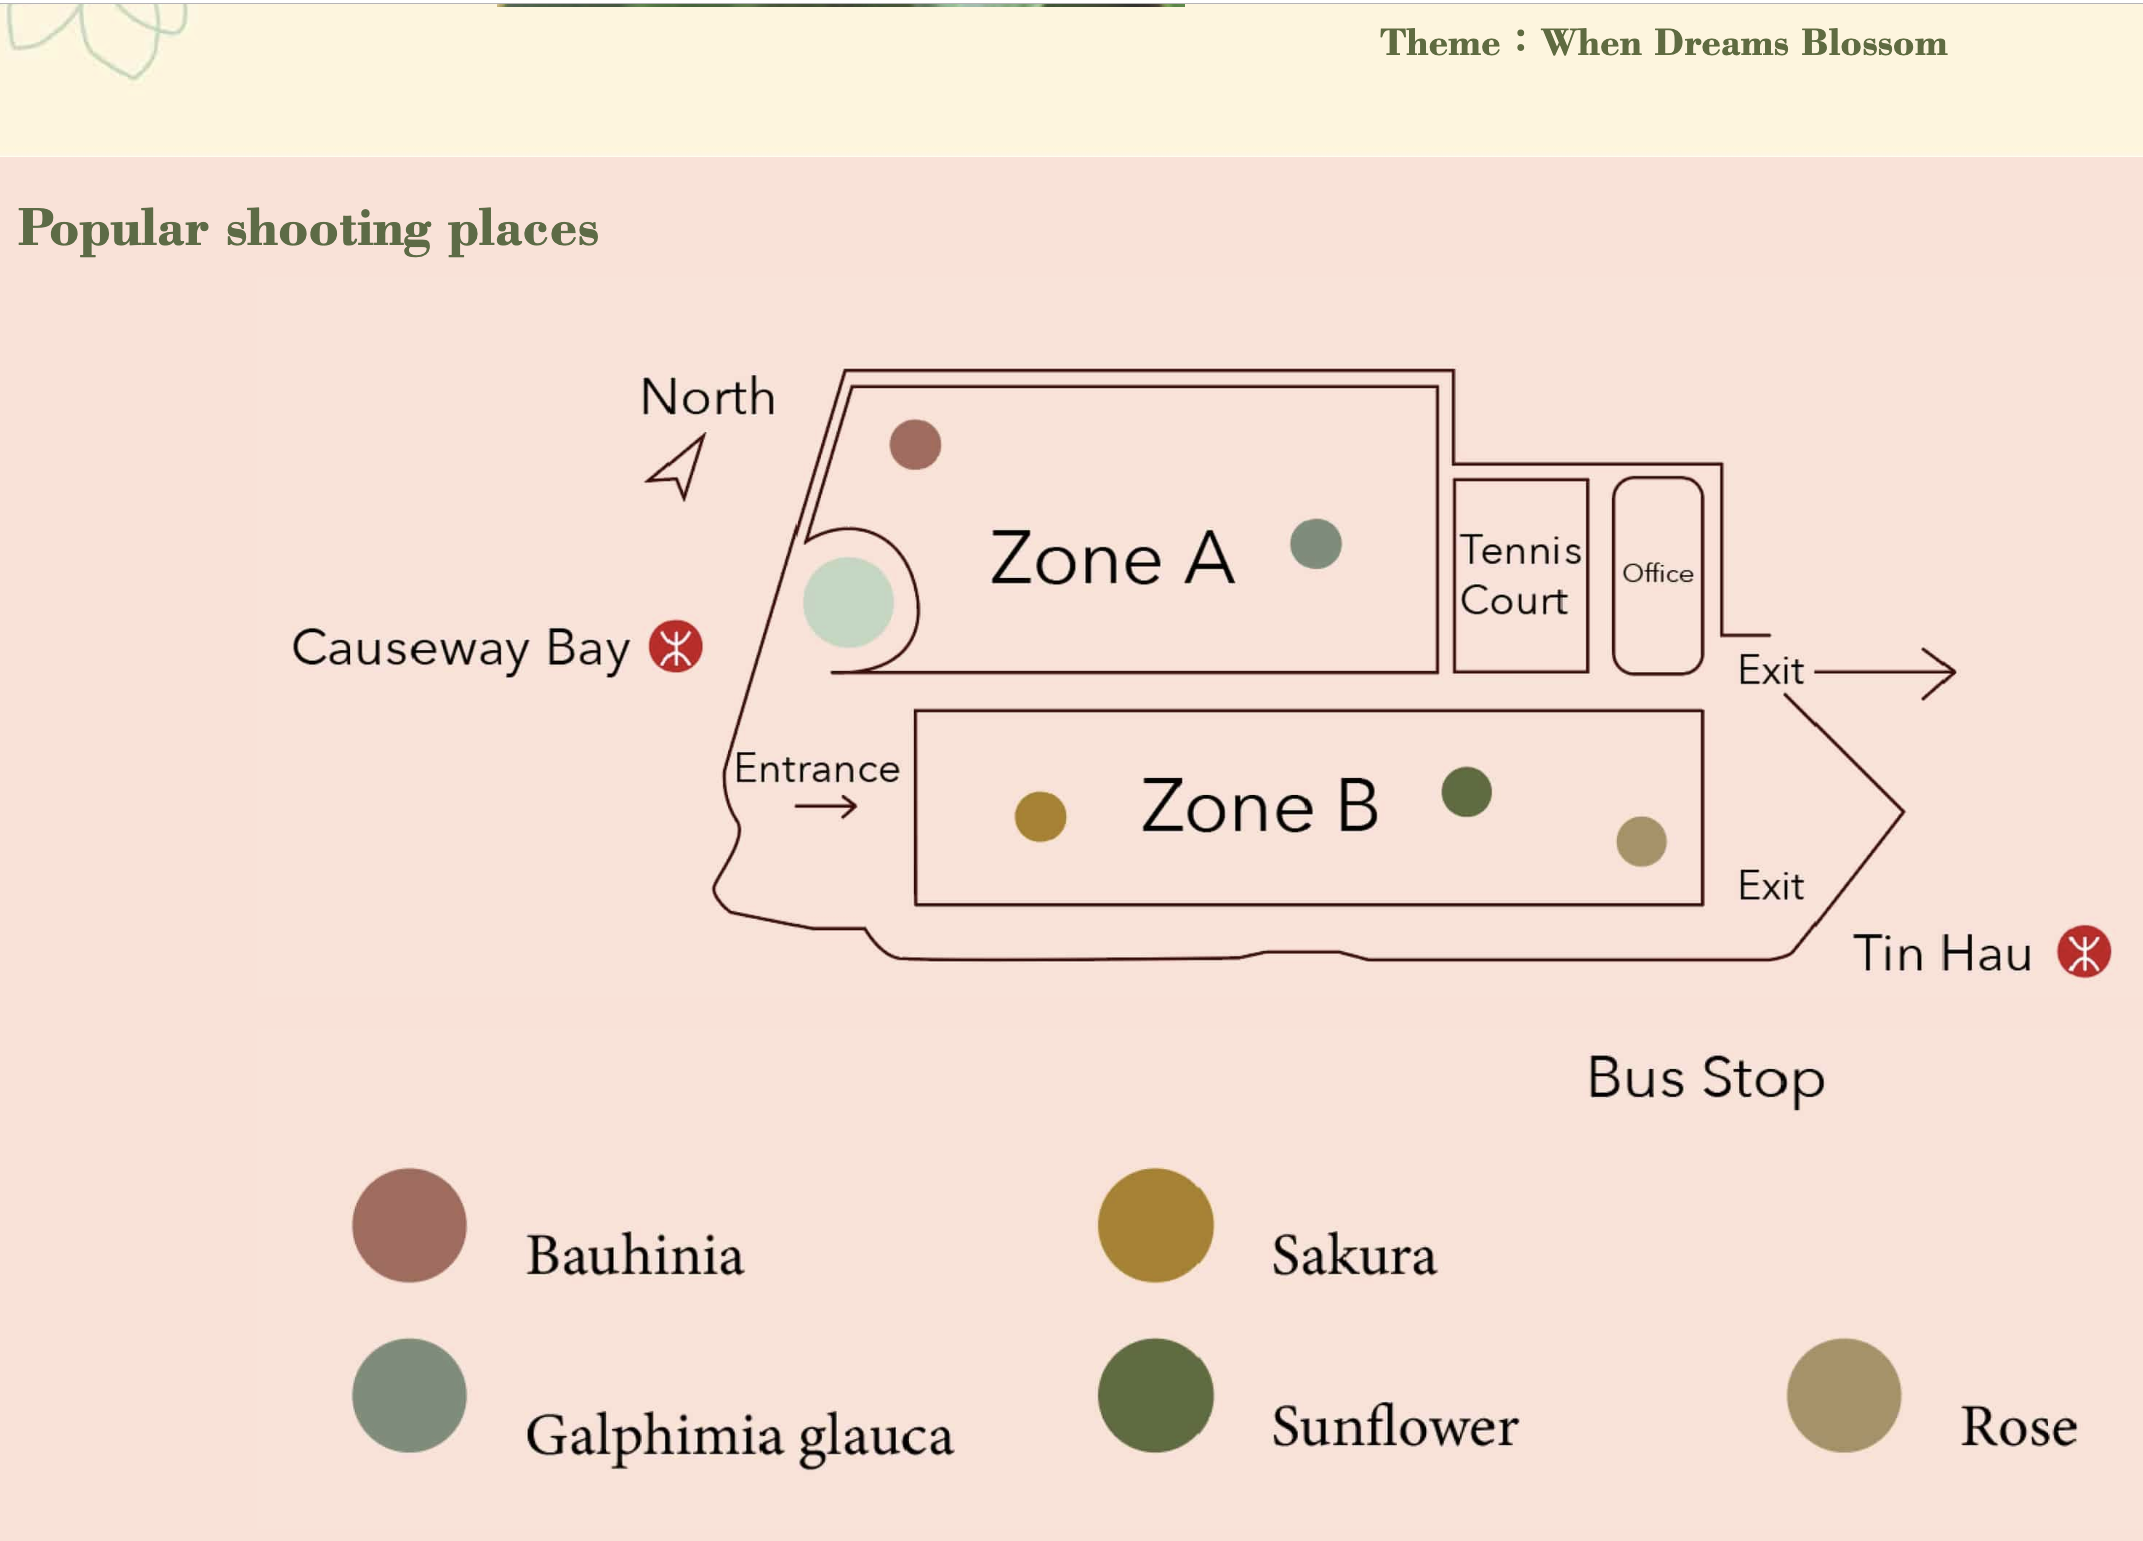 Theme：When Dreams Blossom
Popular shooting places
North
Zone A
Tennis
Court
Office
Causeway Bay
Exit
Entrance
Zone B
Exit
Tin Hau
Bus Stop
Bauhinia
Sakura
Galphimia glauca
Sunflower
Rose